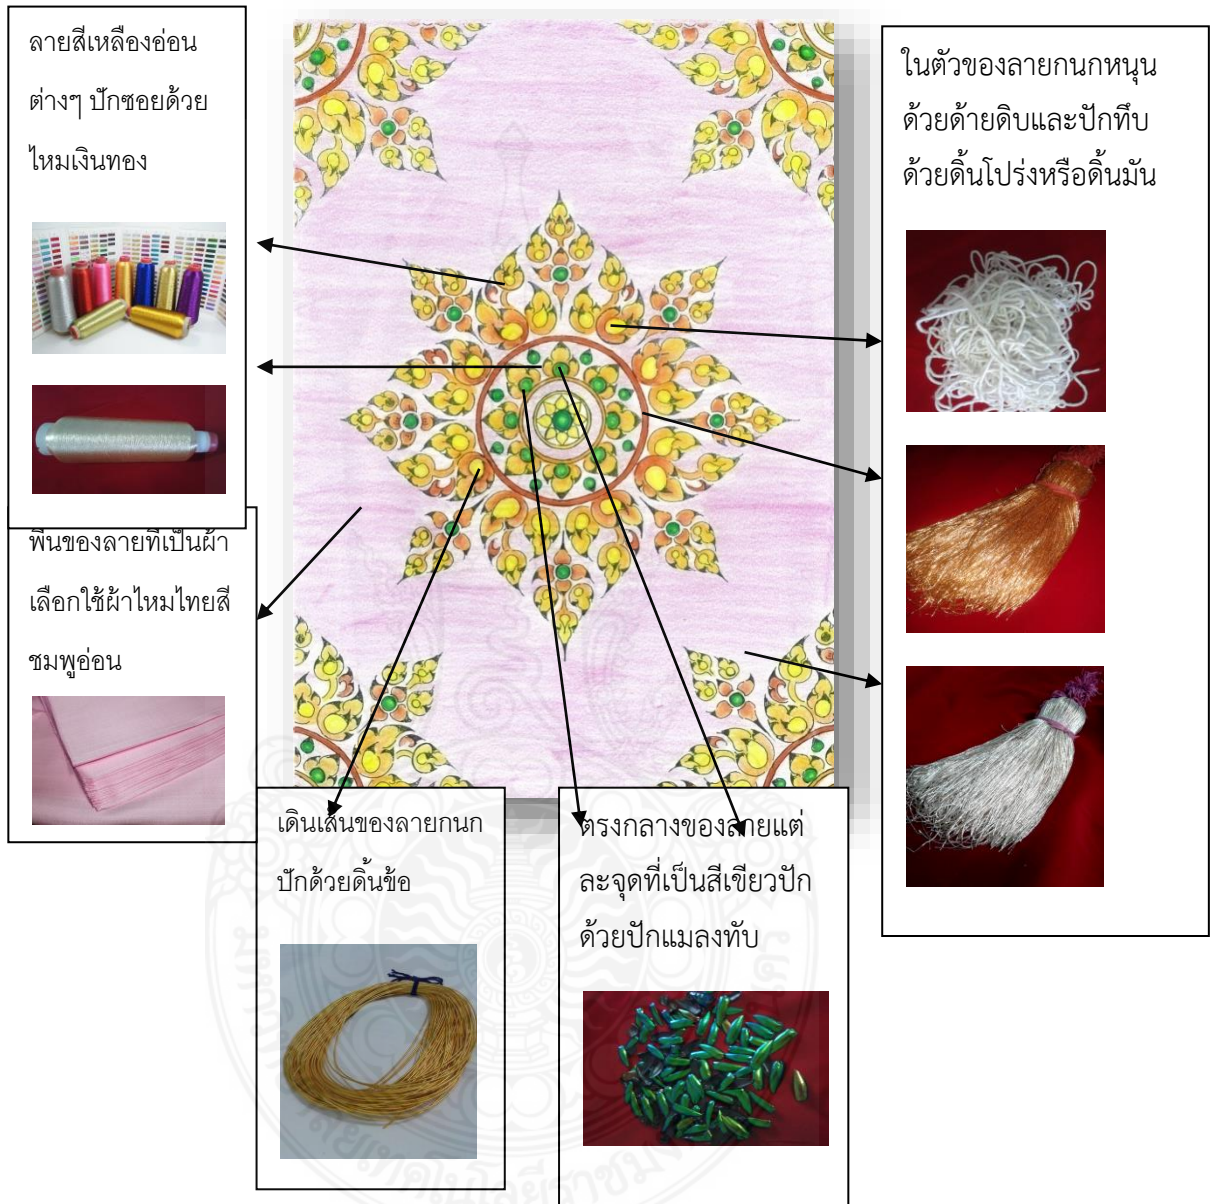 ลายสีเหลืองอ่อน
ต่างๆ ปักซอยด้วย
ไหมเงินทอง
ในตัวของลายกนกหนุน
ด้วยด้ายดิบและปักทึบ
ด้วยดิ้นโปร่งหรือดิ้นมัน
พื้นของลายที่เป็นผ้า
เลือกใช้ผ้าไหมไทยสี
ชมพูอ่อน
เดินเส้นของลายกนก
ปักด้วยดิ้นข้อ
ตรงกลางของลายแต่
ละจุดที่เป็นสีเขียวปัก
ด้วยปักแมลงทับ